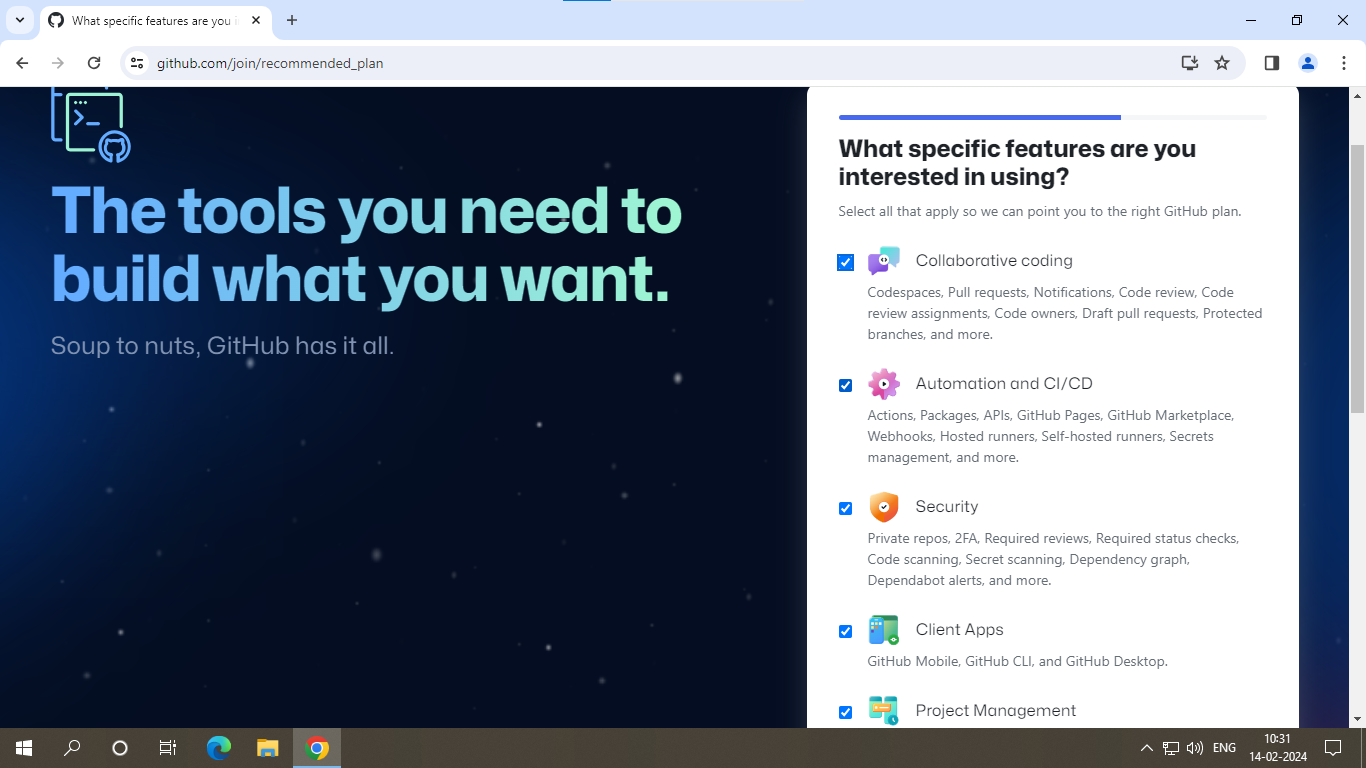 What specific features are you i
github.com/join/recommended_plan
The tools you need to
build what you want.
Soup to nuts, GitHub has it all.
What specific features are you
interested in using?
Select all that apply so we can point you to the right GitHub plan.
Collaborative coding
Codespaces, Pull requests, Notifications, Code review, Code
review assignments, Code owners, Draft pull requests, Protected
branches, and more.
Automation and CI/CD
Actions, Packages, APIs, GitHub Pages, GitHub Marketplace,
Webhooks, Hosted runners, Self-hosted runners, Secrets
management, and more.
Security
Private repos, 2FA, Required reviews, Required status checks,
Code scanning, Secret scanning, Dependency graph,
Dependabot alerts, and more.
Client Apps
GitHub Mobile, GitHub CLI, and GitHub Desktop.
Project Management
ENG
10:31
14-02-2024